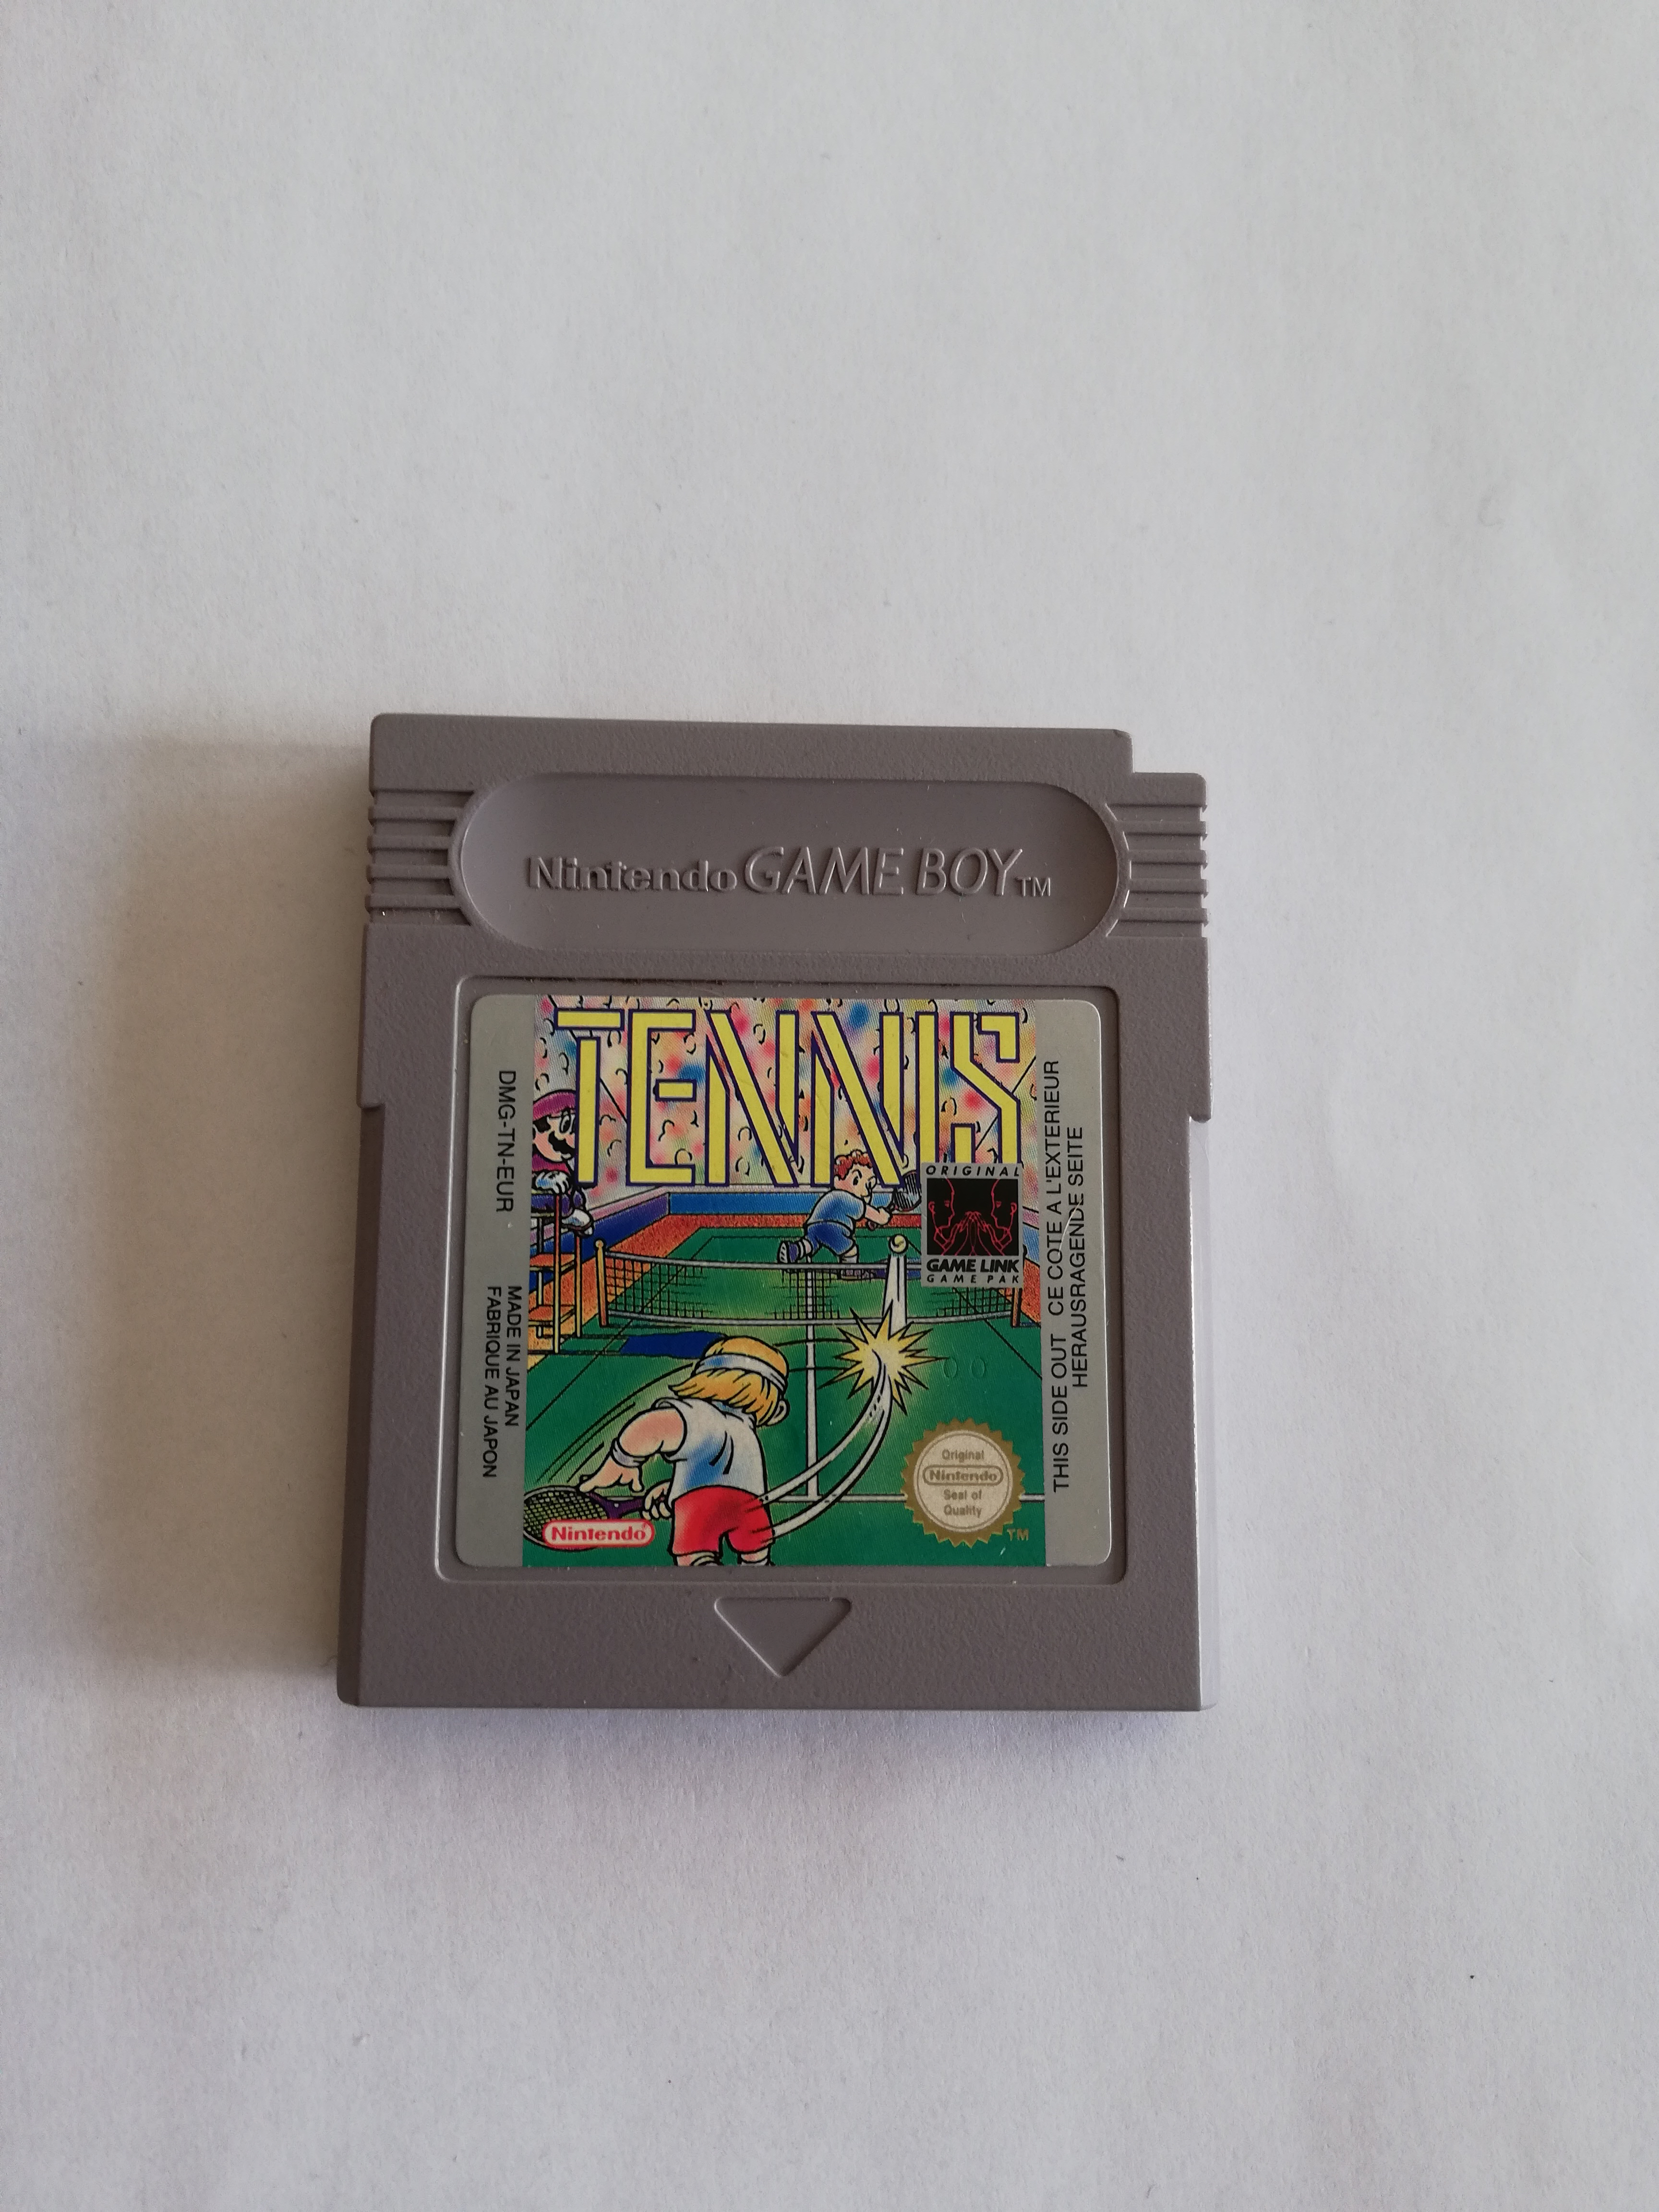 Nintendo GAME BOY TM
TENNIS
DMG-TN-EUR
MADE IN JAPAN
FABRIQUE AU JAPON
ORIGINAL
GAME LINK
GAME PAK
THIS SIDE OUT CE COTE A L'EXTERIEUR
HERAUSRAGENDE SEITE
Original
Nintendo
Seal of
Quality
TM
Nintendo®
00